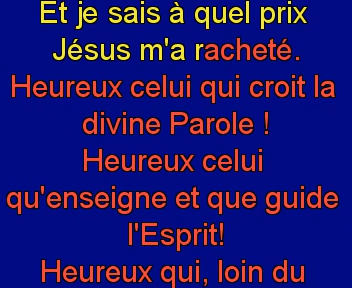 Et je sais à quel prix
Jésus m'a racheté.
Heureux celui qui croit la
divine Parole !
Heureux celui
qu'enseigne et que guide
l'Esprit!
Heureux qui, loin du